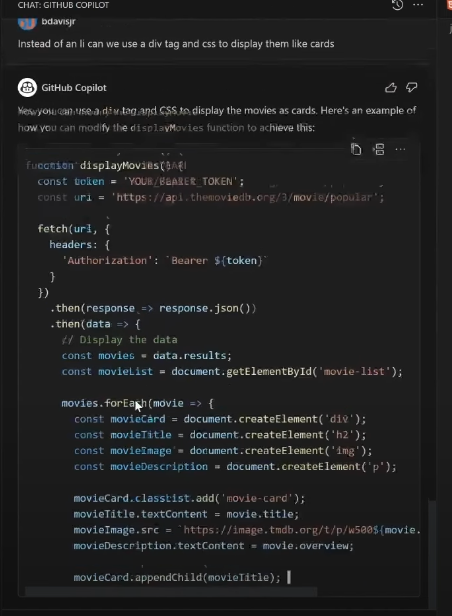 CHAT: GITHUB COPILOT
bdavisjr
Instead of an li can we use a div tag and css to display them like cards
GitHub Copilot
Yes, you can use a div tag and CSS to display the movies as cards. Here's an example of
how you can modify the displayMovies function to achieve this:
function displayMovies() {
const token = 'YOUR_BEARER_TOKEN';
const url = 'https://api.themoviedb.org/3/movie/popular';
fetch(url, {
headers: {
'Authorization': `Bearer ${token}`
}
})
.then(response => response.json())
.then(data => {
// Display the data
const movies = data.results;
const movieList = document.getElementById('movie-list');
movies.forEach(movie => {
const movieCard = document.createElement('div');
const movieTitle = document.createElement('h2');
const movieImage = document.createElement('img');
const movieDescription = document.createElement('p');
movieCard.classList.add('movie-card');
movieTitle.textContent = movie.title;
movieImage.src = `https://image.tmdb.org/t/p/w500${movie.
movieDescription.textContent = movie.overview;
movieCard.appendChild(movieTitle);